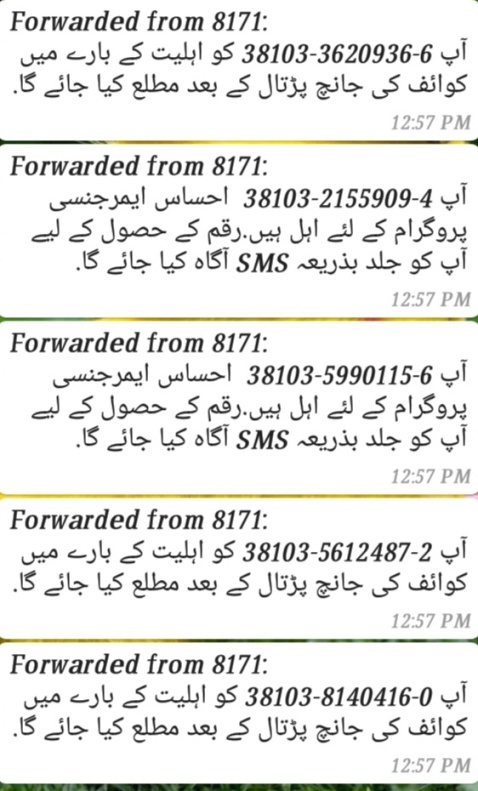 Forwarded from 8171:
آپ 38103-3620936-6 کو اہلیت کے بارے میں
کوائف کی جانچ پڑتال کے بعد مطلع کیا جائے گا.
12:57 PM
Forwarded from 8171:
آپ 38103-2155909-4 احساس ایمرجنسی
پروگرام کے لئے اہل ہیں.رقم کے حصول کے لیے
آپ کو جلد بذریعہ SMS آگاہ کیا جائے گا.
12:57 PM
Forwarded from 8171:
آپ 38103-5990115-6 احساس ایمرجنسی
پروگرام کے لئے اہل ہیں.رقم کے حصول کے لیے
آپ کو جلد بذریعہ SMS آگاہ کیا جائے گا.
12:57 PM
Forwarded from 8171:
آپ 38103-5612487-2 کو اہلیت کے بارے میں
کوائف کی جانچ پڑتال کے بعد مطلع کیا جائے گا.
12:57 PM
Forwarded from 8171:
آپ 38103-8140416-0 کو اہلیت کے بارے میں
کوائف کی جانچ پڑتال کے بعد مطلع کیا جائے گا.
12:57 PM